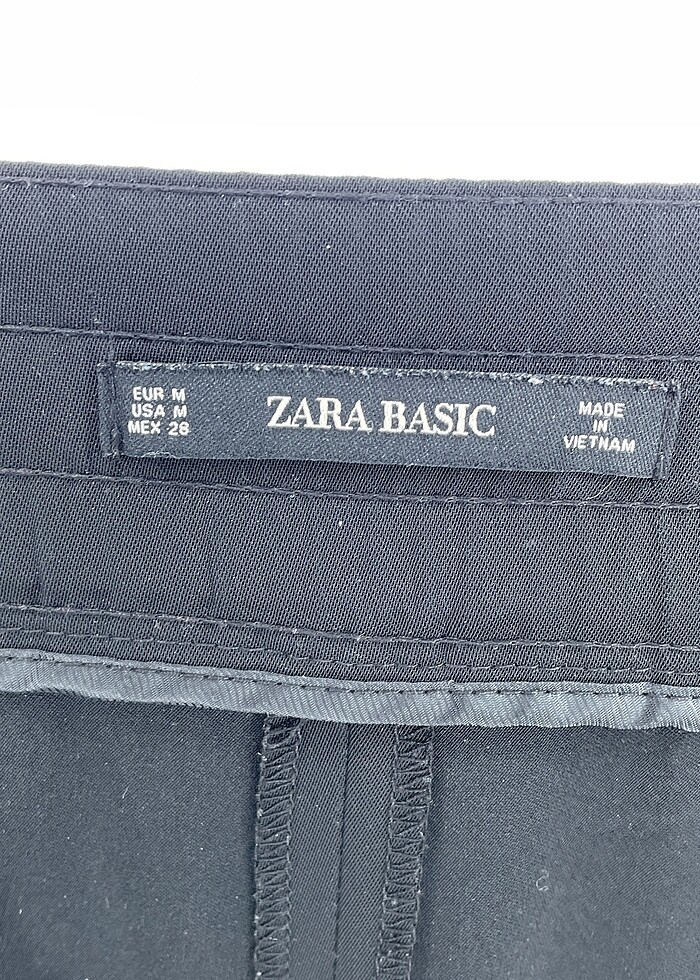 EUR M
USA M
MEX 28
ZARA BASIC
MADE
IN
VIETNAM